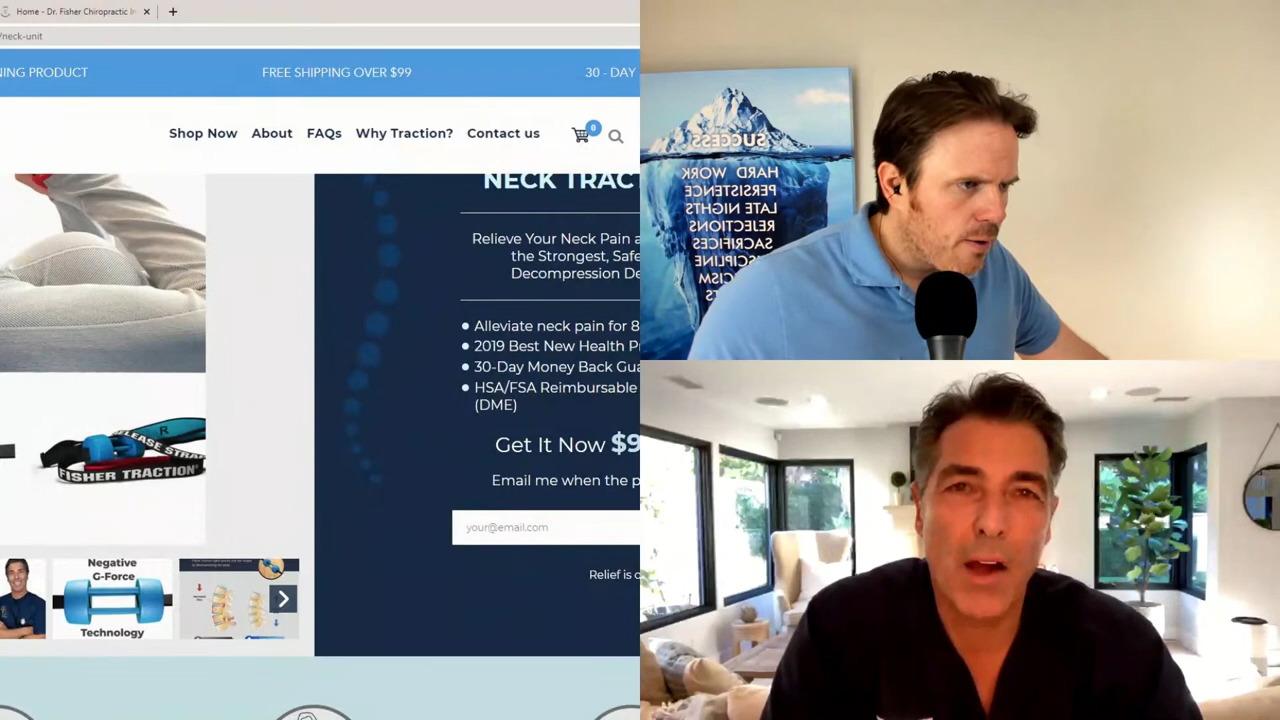 Home - Dr. Fisher Chiropractic
/neck-unit
NING PRODUCT
FREE SHIPPING OVER $99
30 - DAY
Shop Now
About
FAQs
Why Traction?
Contact us
0
NECK TRAC
Relieve Your Neck Pain a
the Strongest, Safe
Decompression De
Alleviate neck pain for 8
2019 Best New Health P
30-Day Money Back Gua
HSA/FSA Reimbursable
(DME)
Get It Now $9
Email me when the p
your@email.com
Relief is
R
RELEASE STRA
FISHER TRACTION
Negative
G-Force
Technology
SUCCESS
HARD WORK
PERSISTENCE
LATE NIGHTS
REJECTIONS
SACRIFICES
DISCIPLINE